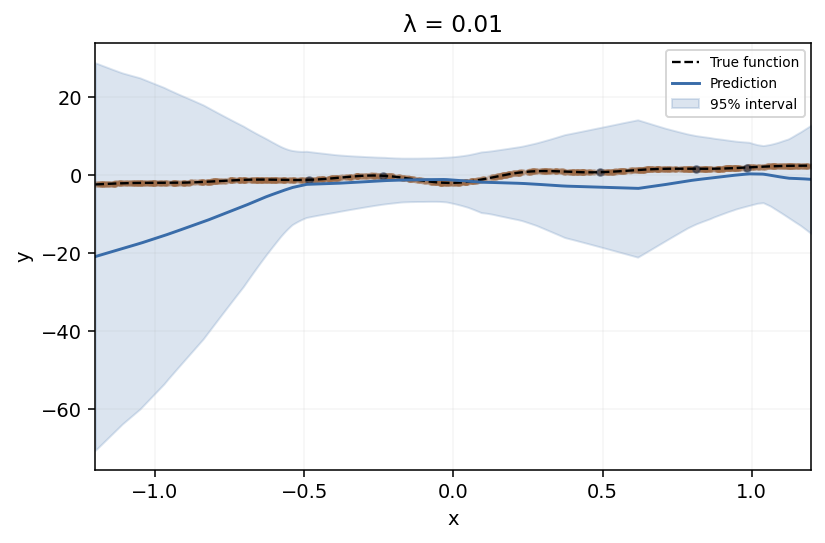 λ = 0.01
True function
Prediction
95% interval
y
20
0
−20
−40
−60
−1.0
−0.5
0.0
0.5
1.0
x